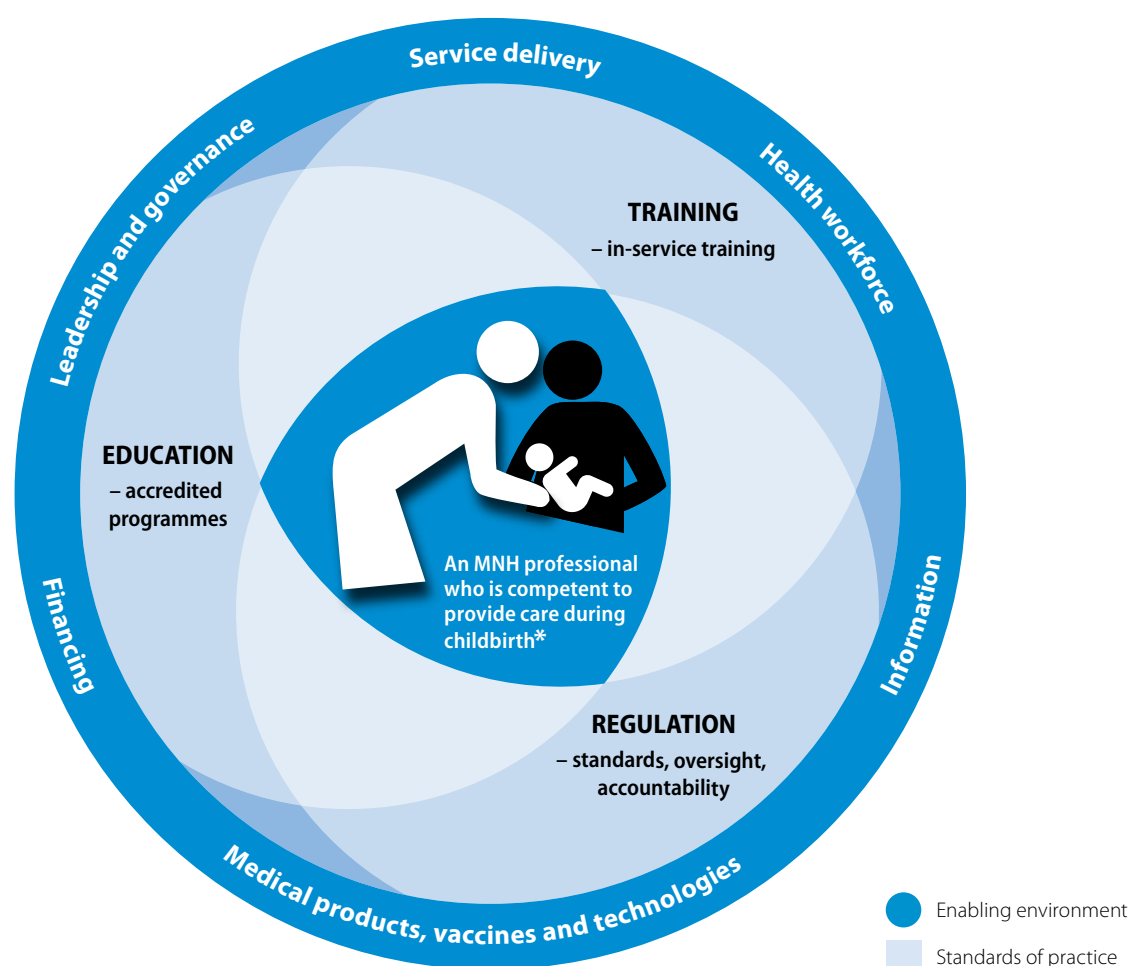 Service delivery
Leadership and governance
Health workforce
TRAINING
– in-service training
EDUCATION
– accredited
programmes
An MNH professional
who is competent to
provide care during
childbirth*
Financing
Information
REGULATION
– standards, oversight,
accountability
Medical products, vaccines and technologies
Enabling environment
Standards of practice